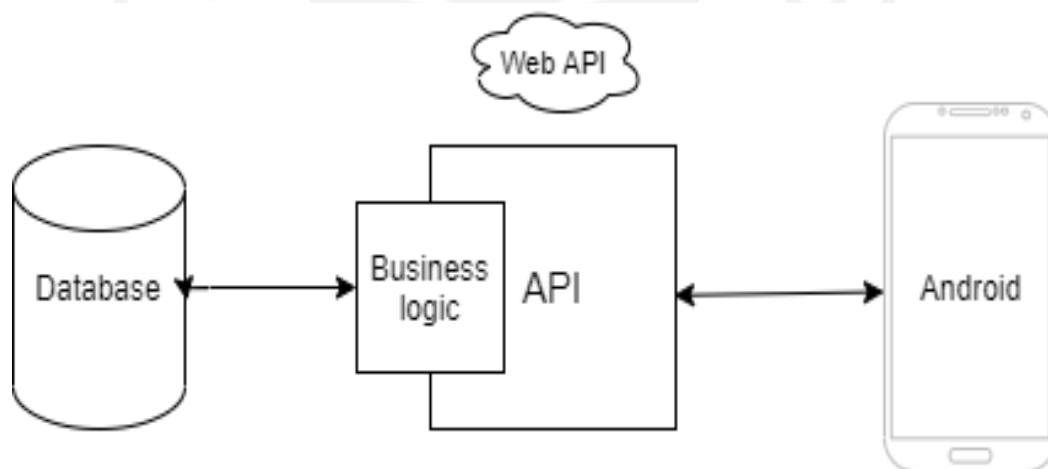 Web API
Database
Business
logic
API
Android